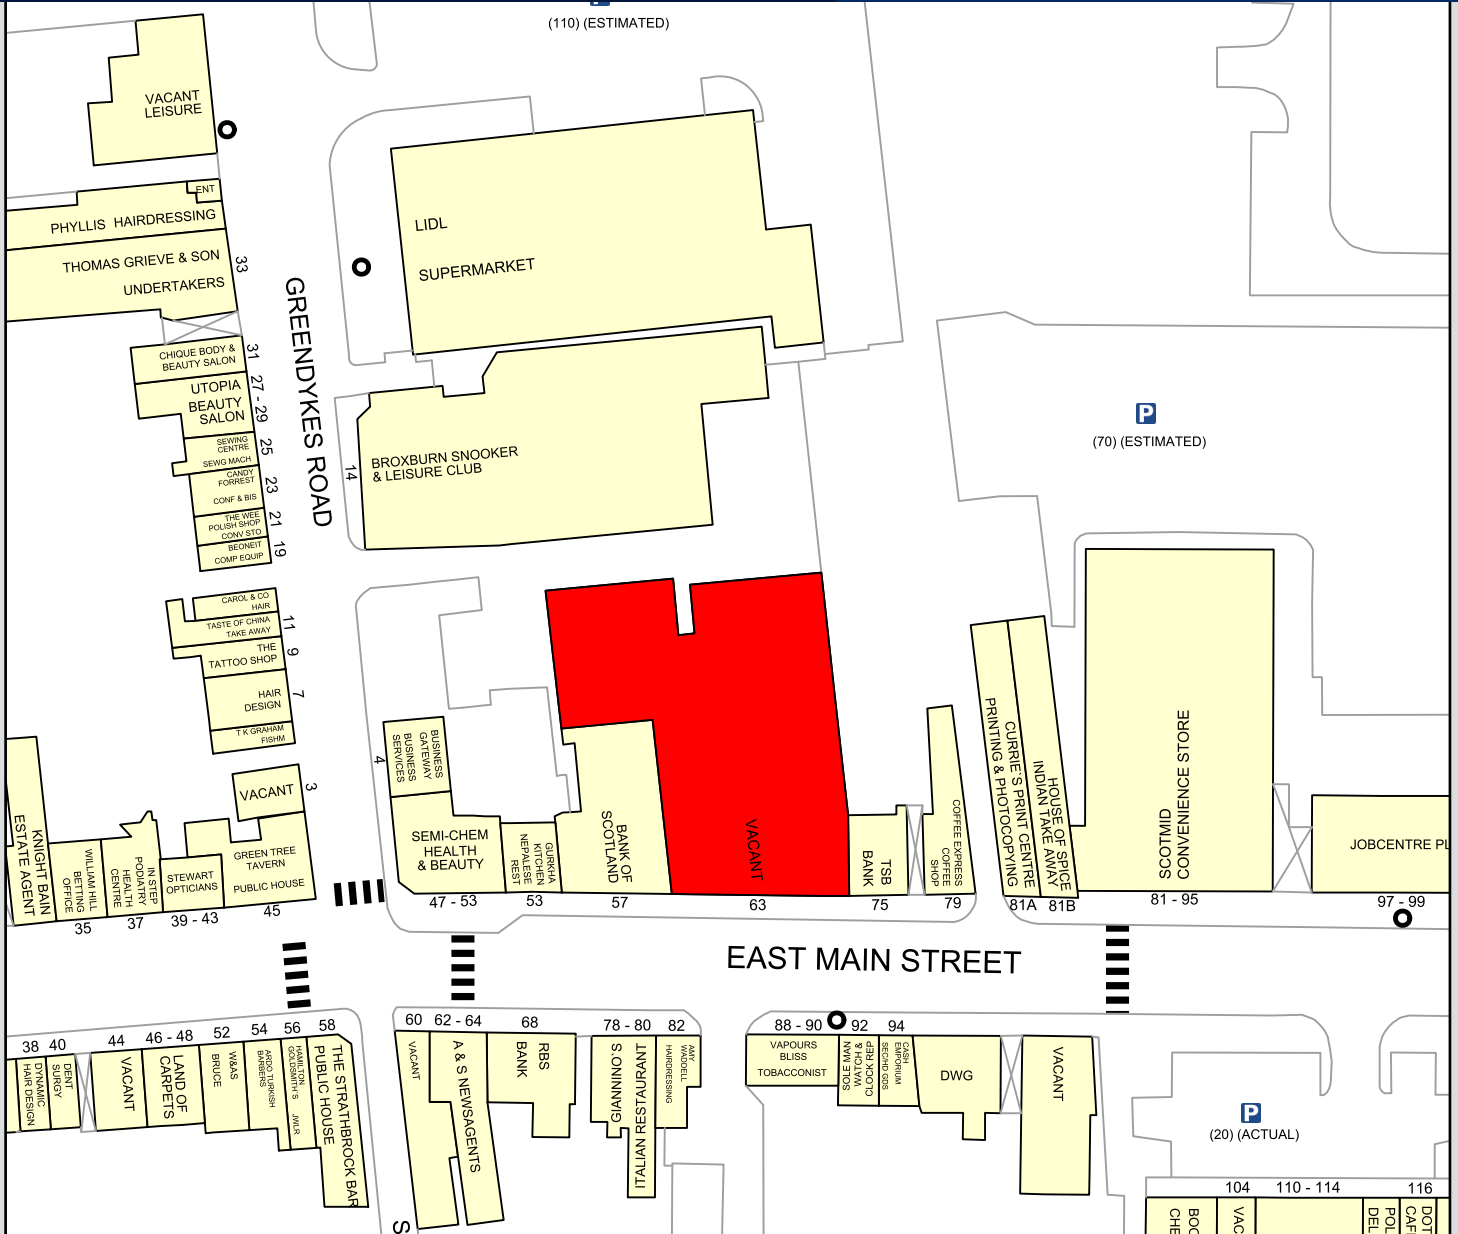 (110) (ESTIMATED)
VACANT
LEISURE
ENT
PHYLLIS HAIRDRESSING
THOMAS GRIEVE & SON
UNDERTAKERS
33
LIDL
SUPERMARKET
GREENDYKES ROAD
CHIQUE BODY &
BEAUTY SALON
31
UTOPIA
BEAUTY
SALON
27 - 29
SEWING
CENTRE
SEWG MACH
25
CANDY
FORREST
CONF & BIS
23
THE WEE
POLISH SHOP
CONV STO
21
BEONEIT
COMP EQUIP
19
BROXBURN SNOOKER
& LEISURE CLUB
14
P
(70) (ESTIMATED)
CAROL & CO
HAIR
TASTE OF CHINA
TAKE AWAY
11
THE
TATTOO SHOP
9
HAIR
DESIGN
7
T K GRAHAM
FISHM
VACANT
3
BUSINESS
GATEWAY
BUSINESS
SERVICES
4
KNIGHT BAIN
ESTATE AGENT
WILLIAM HILL
BETTING
OFFICE
35
IN STEP
PODIATRY
HEALTH
CENTRE
37
STEWART
OPTICIANS
39 - 43
GREEN TREE
TAVERN
PUBLIC HOUSE
45
SEMI-CHEM
HEALTH
& BEAUTY
47 - 53
GURKHA
KITCHEN
NEPALESE
REST
53
BANK OF
SCOTLAND
57
VACANT
63
TSB
BANK
75
COFFEE EXPRESS
COFFEE
SHOP
79
CURRIE'S PRINT CENTRE
PRINTING & PHOTOCOPYING
81A
HOUSE OF SPICE
INDIAN TAKE AWAY
81B
SCOTMID
CONVENIENCE STORE
81 - 95
JOBCENTRE PL
97 - 99
EAST MAIN STREET
38
DYNAMIC
HAIR DESIGN
40
DENT
SURGY
44
VACANT
46 - 48
LAND OF
CARPETS
52
W&AS
BRUCE
54
ARDO TURKISH
BARBERS
56
HAMILTON
GOLDSMITH'S JWLR
58
THE STRATHBROCK BAR
PUBLIC HOUSE
60
VACANT
62 - 64
A & S NEWSAGENTS
68
RBS
BANK
78 - 80
GIANNINO'S
ITALIAN RESTAURANT
82
AMY
WADDELL
HAIRDRESSING
88 - 90
VAPOURS
BLISS
TOBACCONIST
92
SOLE MAN
WATCH &
CLOCK REP
94
CASH
EMPORIUM
SEC/HD GDS
DWG
VACANT
P
(20) (ACTUAL)
S
104
110 - 114
116
BOO
CHE
VAC
POL
DEL
DOT
CAF